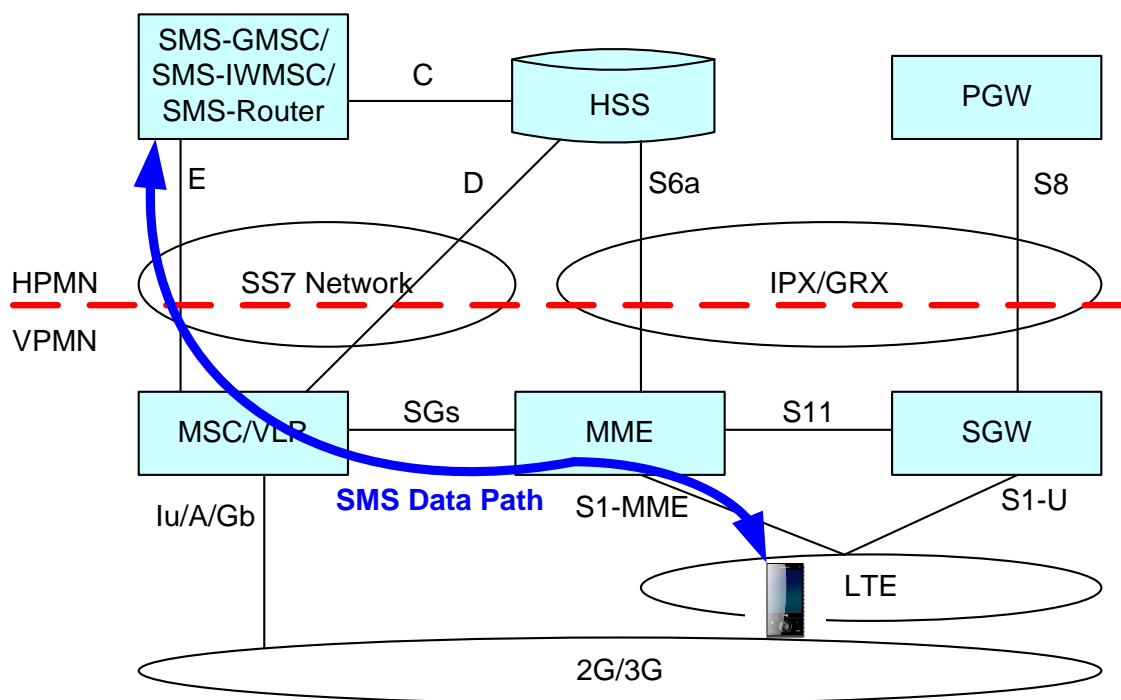 SMS-GMSC/
SMS-IWMSC/
SMS-Router
C
HSS
PGW
E
D
S6a
S8
HPMN
SS7 Network
IPX/GRX
VPMN
MSC/VLR
SGs
MME
S11
SGW
SMS Data Path
S1-MME
S1-U
Iu/A/Gb
LTE
2G/3G